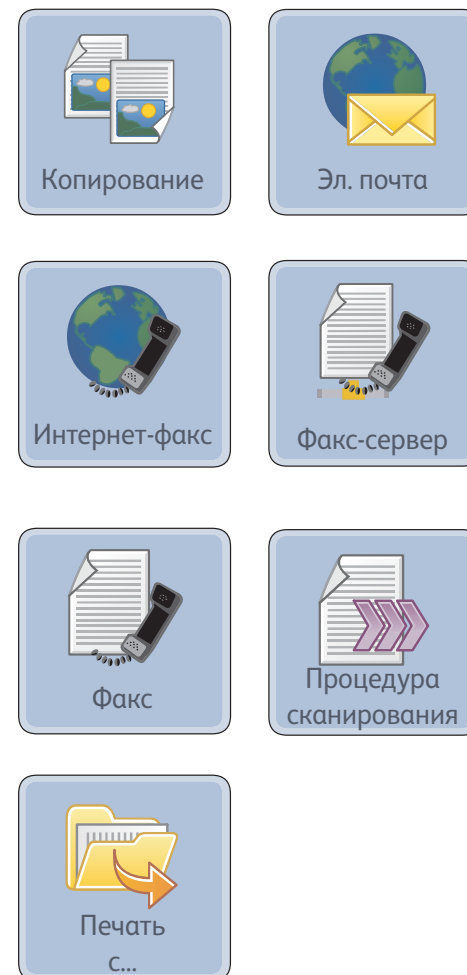 Копирование
Эл. почта
Интернет-факс
Факс-сервер
Факс
Процедура
сканирования
Печать
с...